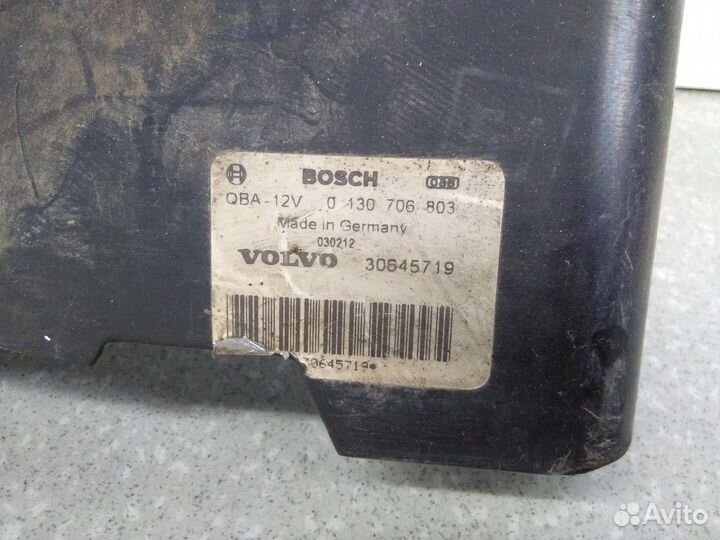 BOSCH
QBA - 12V 0 130 706 803
Made in Germany
030212
VOLVO 30645719
30645719*
Avito